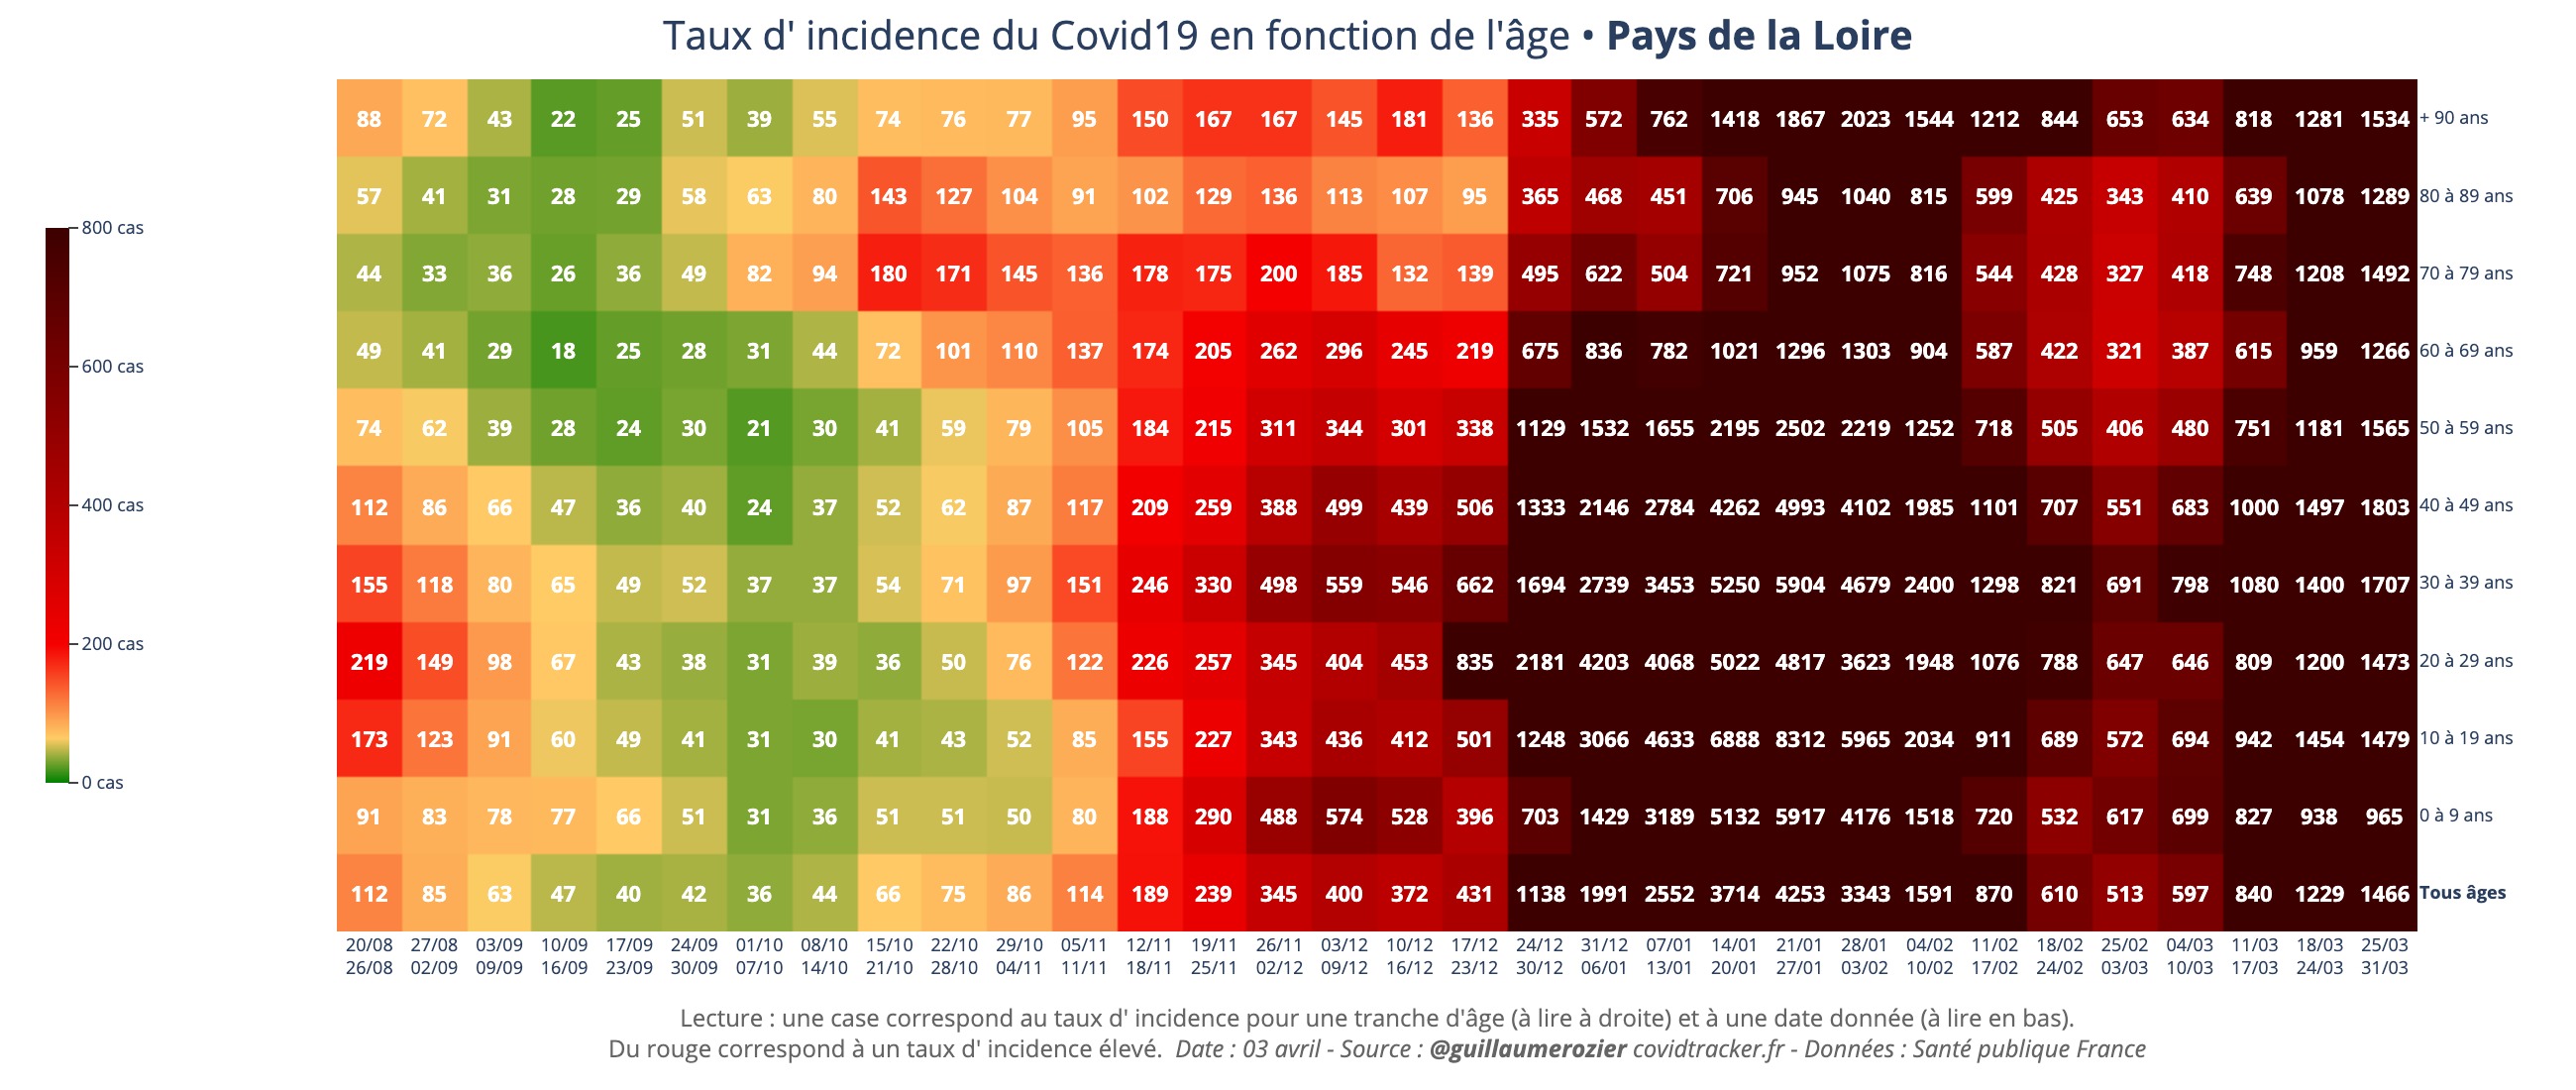 Taux d' incidence du Covid19 en fonction de l'âge • Pays de la Loire
88 72 43 22 25 51 39 55 74 76 77 95 150 167 167 145 181 136 335 572 762 1418 1867 2023 1544 1212 844 653 634 818 1281 1534 + 90 ans
57 41 31 28 29 58 63 80 143 127 104 91 102 129 136 113 107 95 365 468 451 706 945 1040 815 599 425 343 410 639 1078 1289 80 à 89 ans
800 cas
44 33 36 26 36 49 82 94 180 171 145 136 178 175 200 185 132 139 495 622 504 721 952 1075 816 544 428 327 418 748 1208 1492 70 à 79 ans
49 41 29 18 25 28 31 44 72 101 110 137 174 205 262 296 245 219 675 836 782 1021 1296 1303 904 587 422 321 387 615 959 1266 60 à 69 ans
600 cas
74 62 39 28 24 30 21 30 41 59 79 105 184 215 311 344 301 338 1129 1532 1655 2195 2502 2219 1252 718 505 406 480 751 1181 1565 50 à 59 ans
400 cas
112 86 66 47 36 40 24 37 52 62 87 117 209 259 388 499 439 506 1333 2146 2784 4262 4993 4102 1985 1101 707 551 683 1000 1497 1803 40 à 49 ans
155 118 80 65 49 52 37 37 54 71 97 151 246 330 498 559 546 662 1694 2739 3453 5250 5904 4679 2400 1298 821 691 798 1080 1400 1707 30 à 39 ans
200 cas
219 149 98 67 43 38 31 39 36 50 76 122 226 257 345 404 453 835 2181 4203 4068 5022 4817 3623 1948 1076 788 647 646 809 1200 1473 20 à 29 ans
173 123 91 60 49 41 31 30 41 43 52 85 155 227 343 436 412 501 1248 3066 4633 6888 8312 5965 2034 911 689 572 694 942 1454 1479 10 à 19 ans
0 cas
91 83 78 77 66 51 31 36 51 51 50 80 188 290 488 574 528 396 703 1429 3189 5132 5917 4176 1518 720 532 617 699 827 938 965 0 à 9 ans
112 85 63 47 40 42 36 44 66 75 86 114 189 239 345 400 372 431 1138 1991 2552 3714 4253 3343 1591 870 610 513 597 840 1229 1466 Tous âges
20/08 27/08 03/09 10/09 17/09 24/09 01/10 08/10 15/10 22/10 29/10 05/11 12/11 19/11 26/11 03/12 10/12 17/12 24/12 31/12 07/01 14/01 21/01 28/01 04/02 11/02 18/02 25/02 04/03 11/03 18/03 25/03
26/08 02/09 09/09 16/09 23/09 30/09 07/10 14/10 21/10 28/10 04/11 11/11 18/11 25/11 02/12 09/12 16/12 23/12 30/12 06/01 13/01 20/01 27/01 03/02 10/02 17/02 24/02 03/03 10/03 17/03 24/03 31/03
Lecture : une case correspond au taux d' incidence pour une tranche d'âge (à lire à droite) et à une date donnée (à lire en bas).
Du rouge correspond à un taux d' incidence élevé. Date : 03 avril - Source : @guillaumerozier covidtracker.fr - Données : Santé publique France